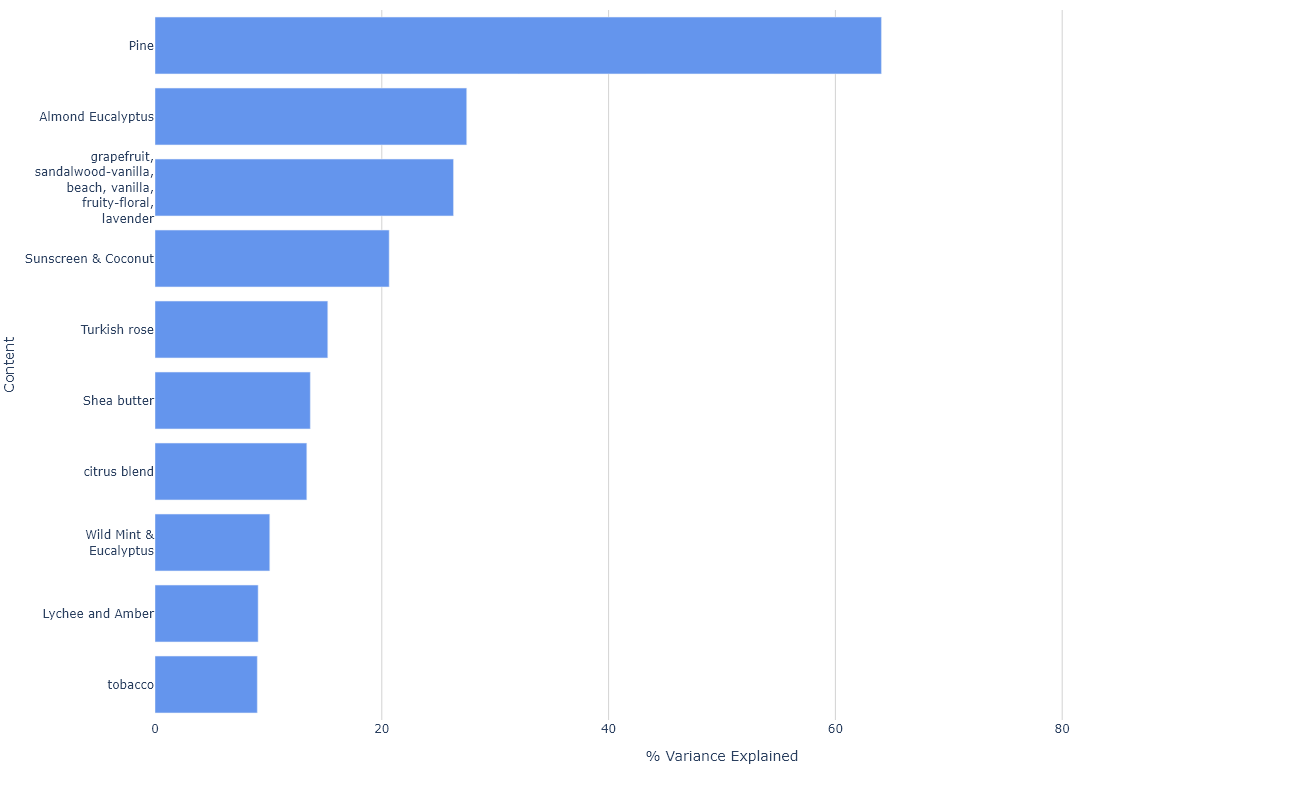 Pine
Almond Eucalyptus
grapefruit,
sandalwood-vanilla,
beach, vanilla,
fruity-floral,
lavender
Sunscreen & Coconut
Turkish rose
Content
Shea butter
citrus blend
Wild Mint &
Eucalyptus
Lychee and Amber
tobacco
0 20 40 60 80
% Variance Explained